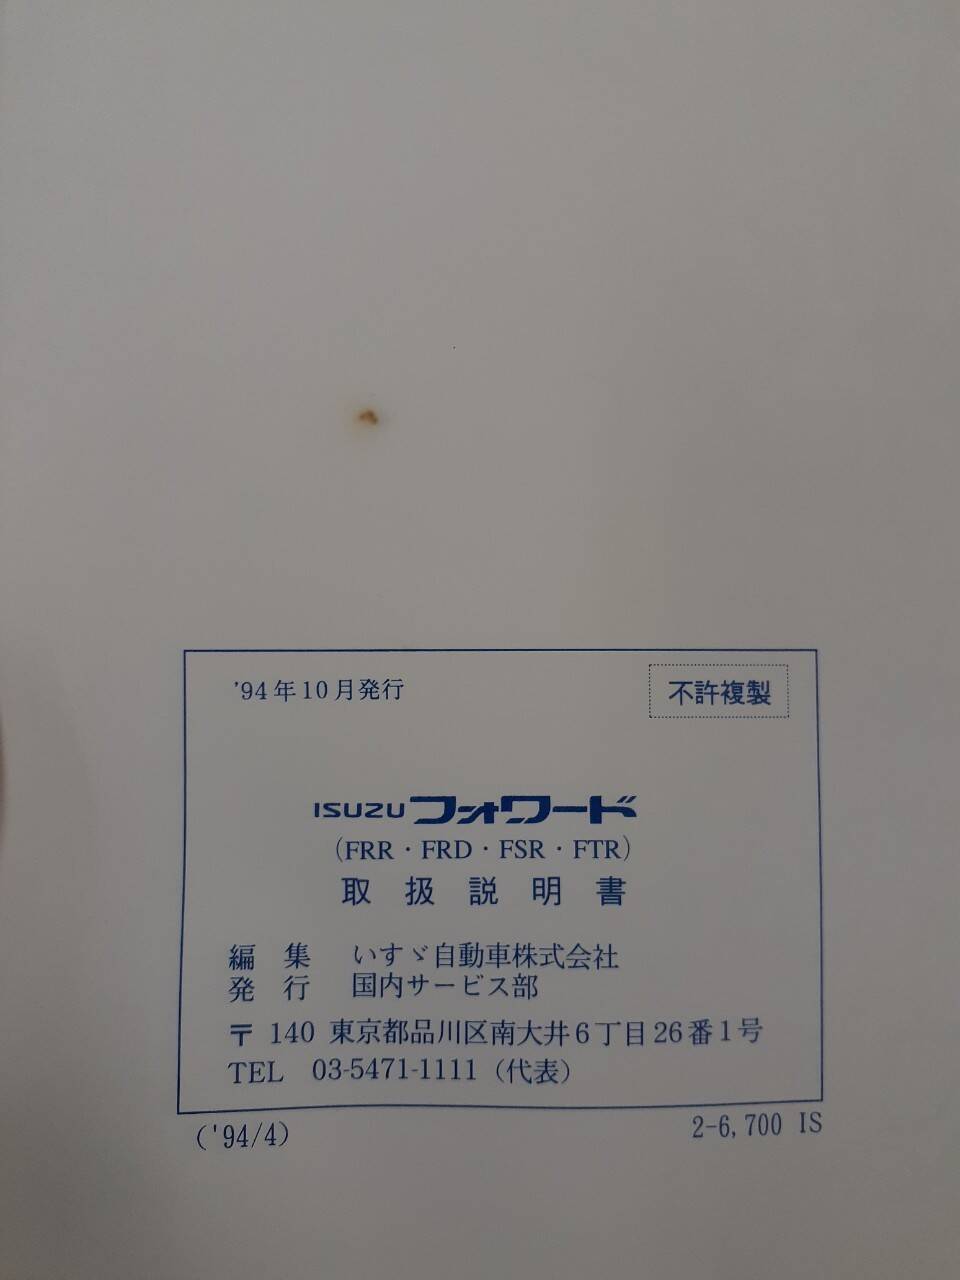 '94年10月発行
不許複製
ISUZU フォワード
(FRR・FRD・FSR・FTR)
取扱説明書
編 集 いすゞ自動車株式会社
発 行 国内サービス部
〒 140 東京都品川区南大井6丁目26番1号
TEL 03-5471-1111 (代表)
('94/4)
2-6,700 IS